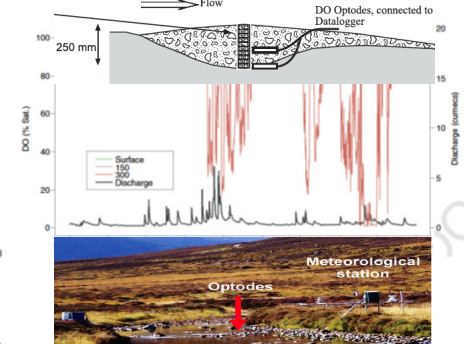 Flow
DO Optodes, connected to
Datalogger
250 mm
100
80
60
40
20
0
DO (% Sat.)
20
15
10
5
0
Discharge (cumecs)
Surface
150
300
Discharge
Meteorological
station
Optodes